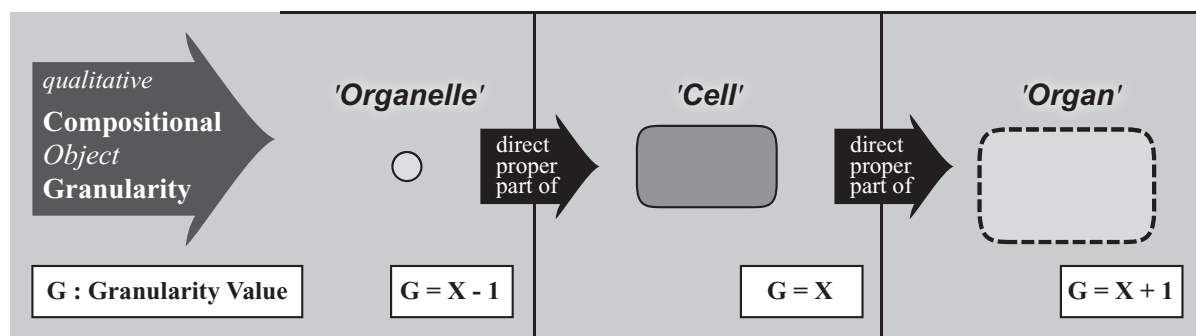 qualitative
Compositional
Object
Granularity
'Organelle'
direct
proper
part of
'Cell'
direct
proper
part of
'Organ'
G : Granularity Value
G = X - 1
G = X
G = X + 1